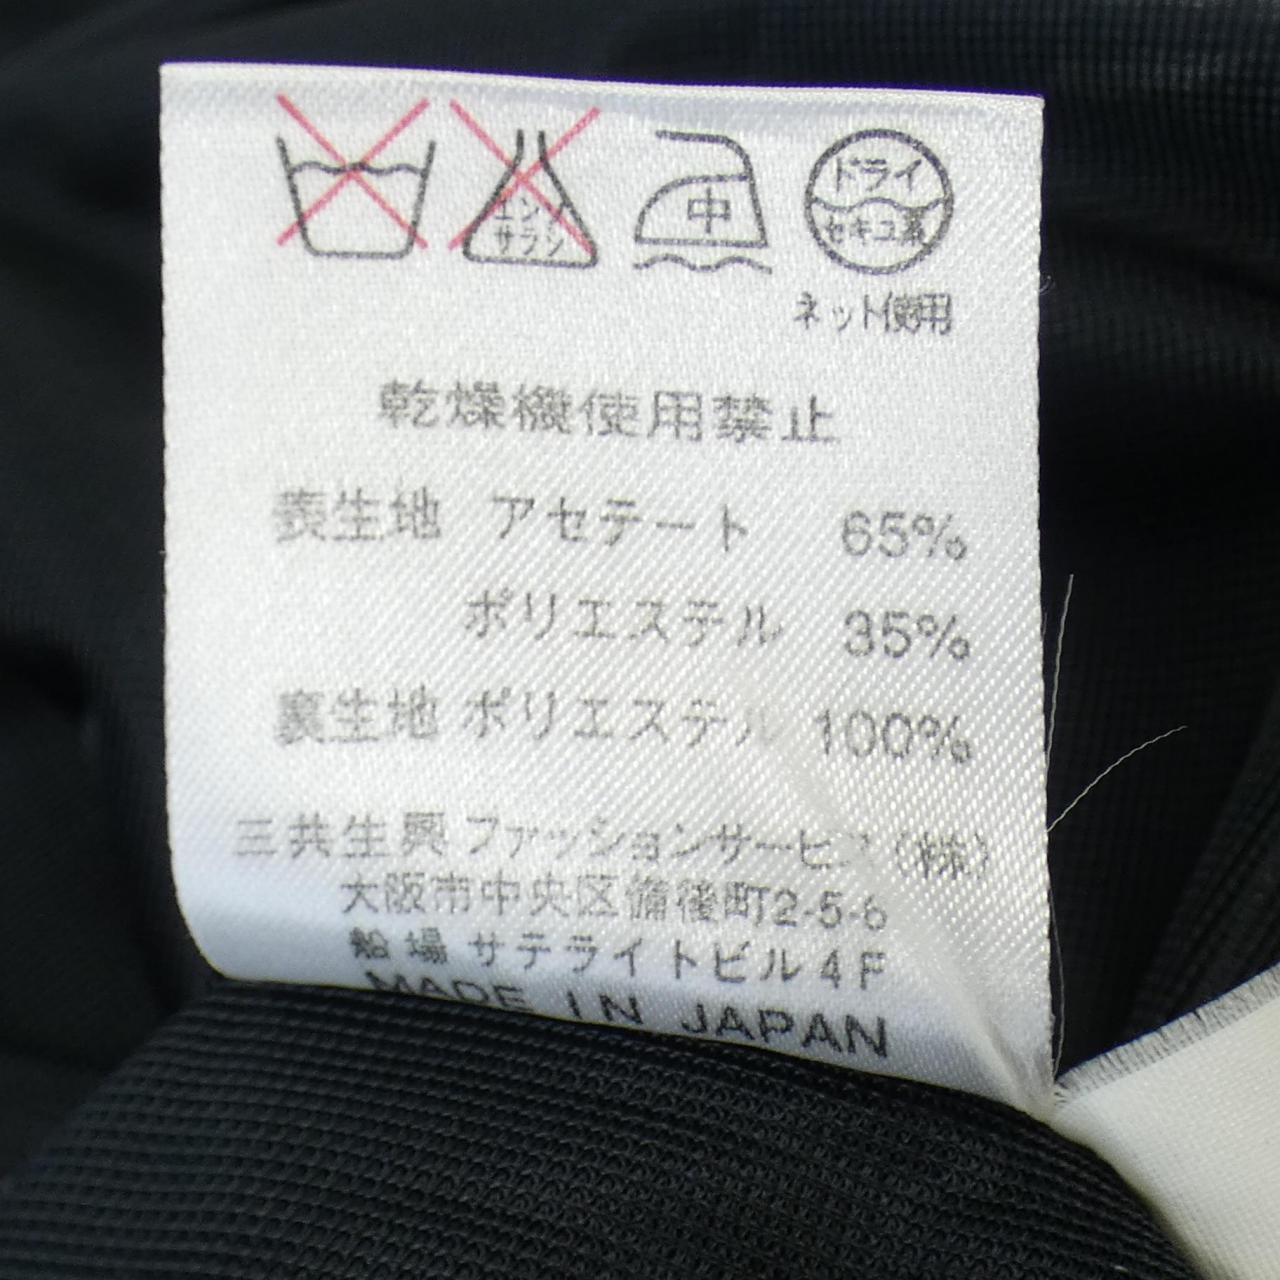 エンソ
サラシ
中
ドライ
セキユ系
ネット使用
乾燥機使用禁止
表生地 アセテート 65%
ポリエステル 35%
裏生地 ポリエステル 100%
三共生興ファッションサービス(株)
大阪市中央区備後町2-5-6
船場サテライトビル4F
MADE IN JAPAN